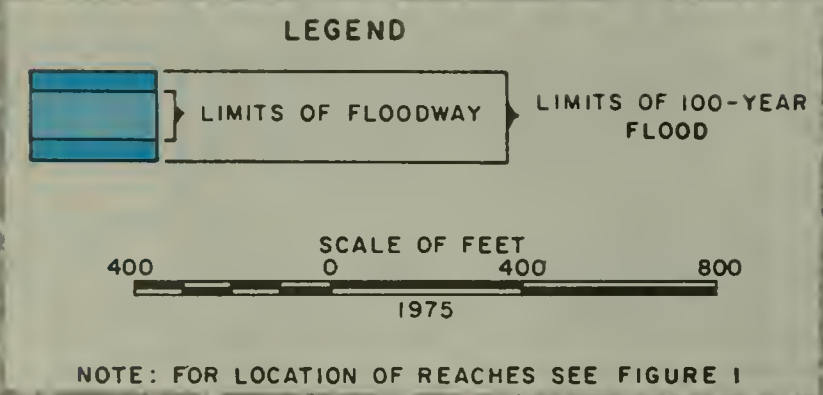 LEGEND
LIMITS OF FLOODWAY
LIMITS OF 100-YEAR
FLOOD
SCALE OF FEET
400 0 400 800
1975
NOTE: FOR LOCATION OF REACHES SEE FIGURE 1